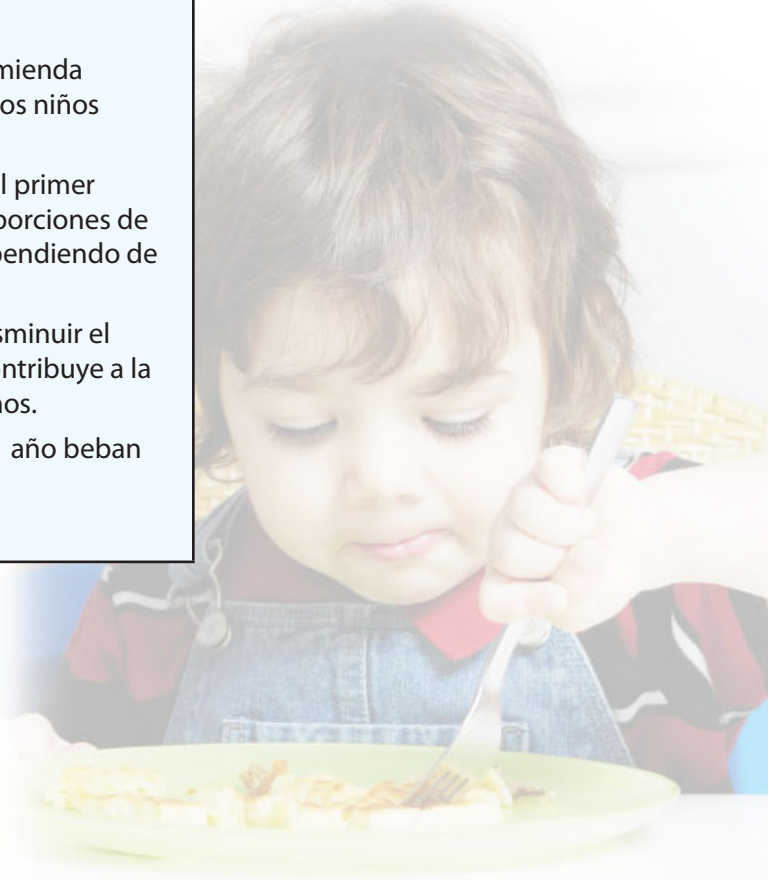 mienda
os niños
l primer
porciones de
pendiendo de
sminuir el
ntribuye a la
nos.
año beban